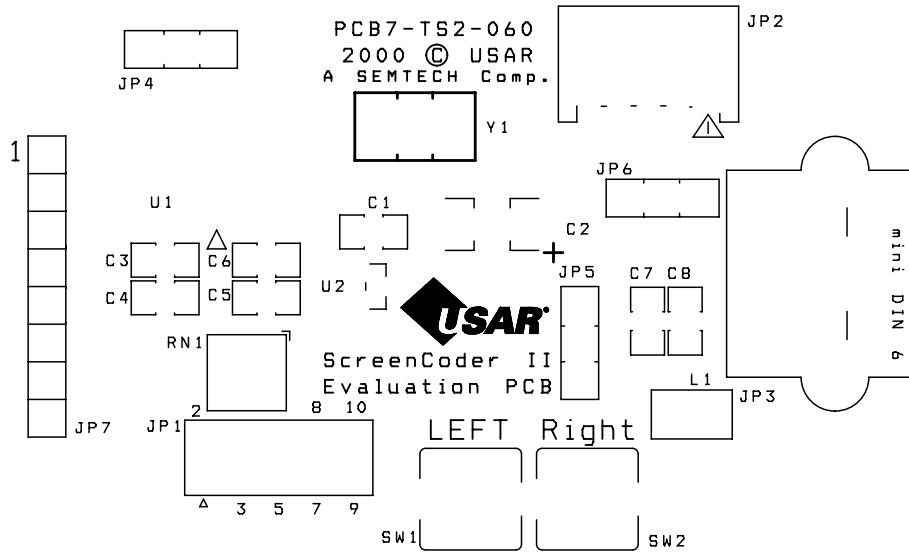 PCB7-TS2-060
2000 © USAR
A SEMTECH Comp.
JP2
JP4
Y1
1
JP6
U1
C1
C2
mini DIN 6
C3
C6
JP5
C7
C8
C4
C5
U2
USAR
RN1
ScreenCoder II
Evaluation PCB
L1
JP3
2
8
10
JP7
JP1
LEFT
Right
3
5
7
9
SW1
SW2